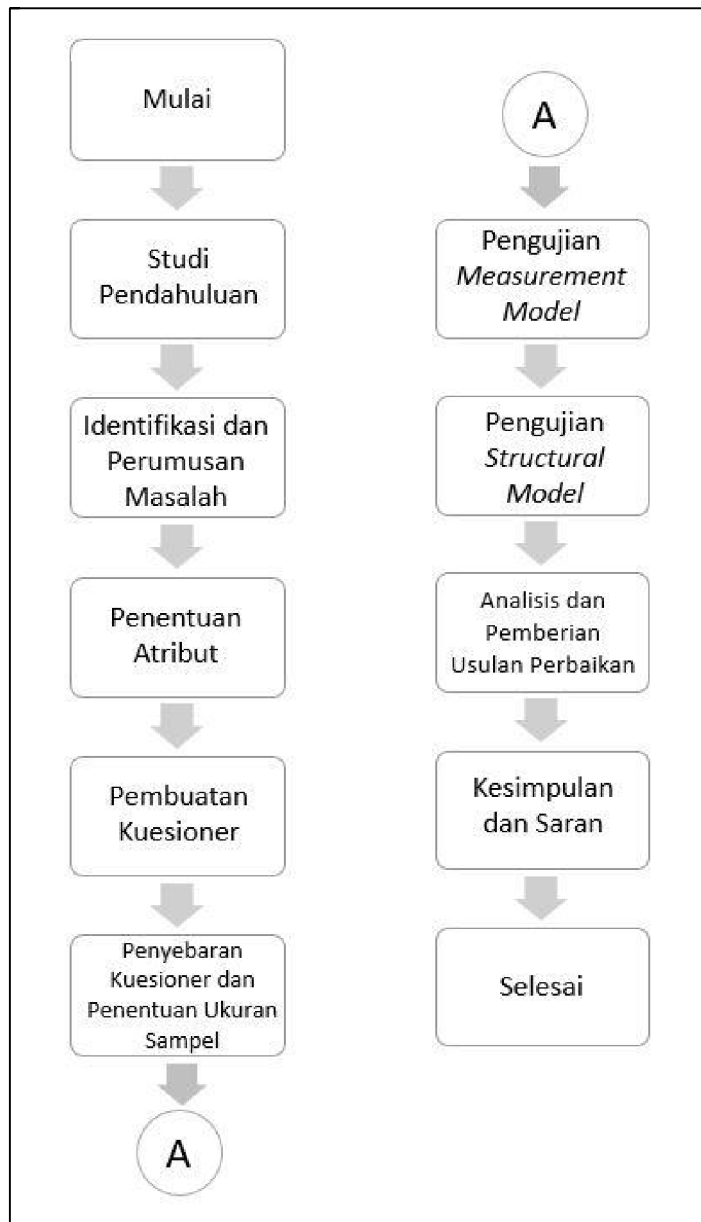 Mulai
Studi
Pendahuluan
Identifikasi dan
Perumusan
Masalah
Penentuan
Atribut
Pembuatan
Kuesioner
Penyebaran
Kuesioner dan
Penentuan Ukuran
Sampel
A
A
Pengujian
Measurement
Model
Pengujian
Structural
Model
Analisis dan
Pemberian
Usulan Perbaikan
Kesimpulan
dan Saran
Selesai